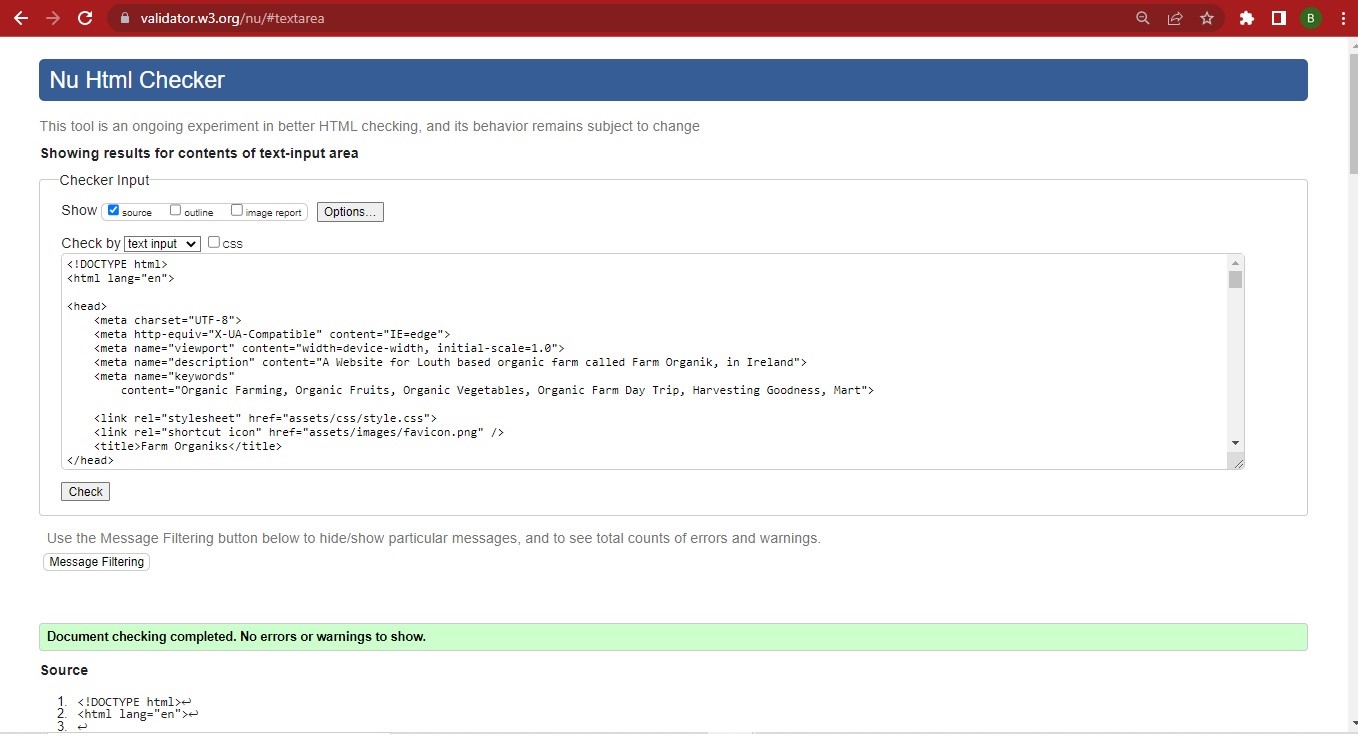 validator.w3.org/nu/#textarea
B
Nu Html Checker
This tool is an ongoing experiment in better HTML checking, and its behavior remains subject to change
Showing results for contents of text-input area
Checker Input
Show source outline image report Options...
Check by text input css
<!DOCTYPE html>
<html lang="en">
<head>
    <meta charset="UTF-8">
    <meta http-equiv="X-UA-Compatible" content="IE=edge">
    <meta name="viewport" content="width=device-width, initial-scale=1.0">
    <meta name="description" content="A Website for Louth based organic farm called Farm Organik, in Ireland">
    <meta name="keywords"
        content="Organic Farming, Organic Fruits, Organic Vegetables, Organic Farm Day Trip, Harvesting Goodness, Mart">
    <link rel="stylesheet" href="assets/css/style.css">
    <link rel="shortcut icon" href="assets/images/favicon.png" />
    <title>Farm Organiks</title>
</head>
Check
Use the Message Filtering button below to hide/show particular messages, and to see total counts of errors and warnings.
Message Filtering
Document checking completed. No errors or warnings to show.
Source
1. <!DOCTYPE html>↩
2. <html lang="en">↩
3. ↩